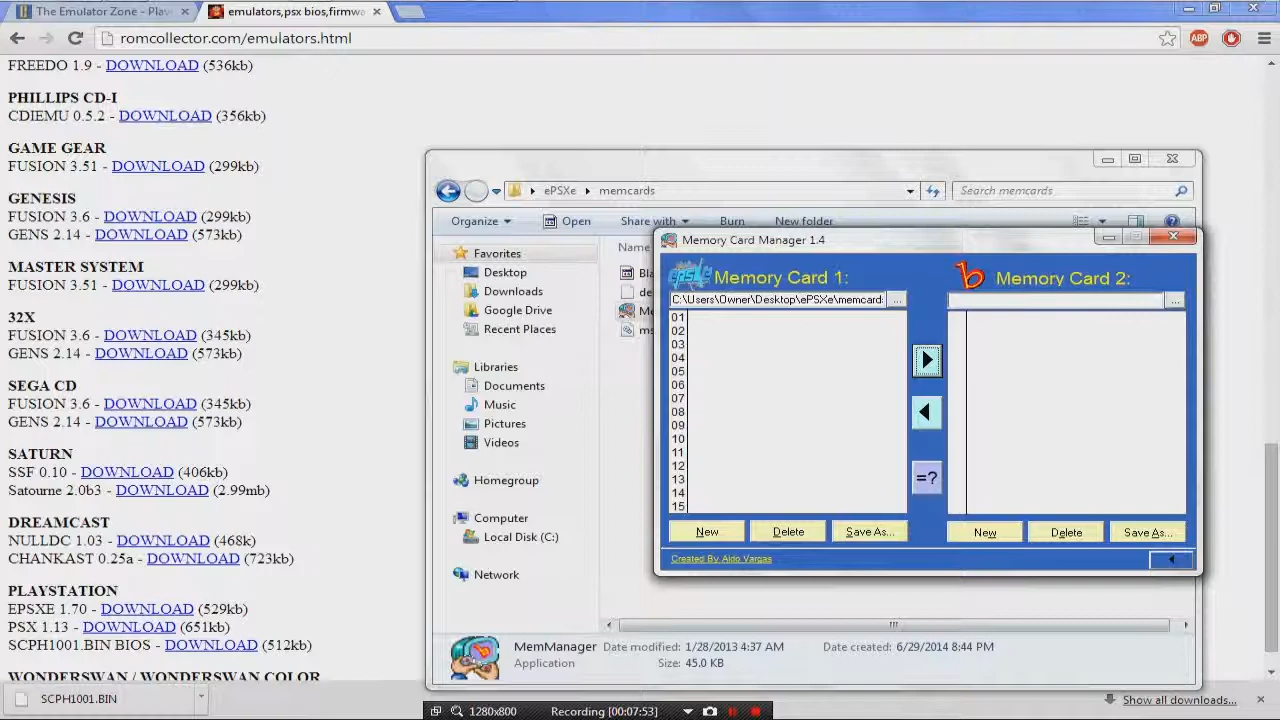 The Emulator Zone - Play
emulators,psx bios,firmwa
romcollector.com/emulators.html
ABP
FREEDO 1.9 - DOWNLOAD (536kb)
PHILLIPS CD-I
CDIEMU 0.5.2 - DOWNLOAD (356kb)
GAME GEAR
FUSION 3.51 - DOWNLOAD (299kb)
GENESIS
FUSION 3.6 - DOWNLOAD (299kb)
GENS 2.14 - DOWNLOAD (573kb)
MASTER SYSTEM
FUSION 3.51 - DOWNLOAD (299kb)
32X
FUSION 3.6 - DOWNLOAD (345kb)
GENS 2.14 - DOWNLOAD (573kb)
SEGA CD
FUSION 3.6 - DOWNLOAD (345kb)
GENS 2.14 - DOWNLOAD (573kb)
SATURN
SSF 0.10 - DOWNLOAD (406kb)
Satourne 2.0b3 - DOWNLOAD (2.99mb)
DREAMCAST
NULLDC 1.03 - DOWNLOAD (468k)
CHANKAST 0.25a - DOWNLOAD (723kb)
PLAYSTATION
EPSXE 1.70 - DOWNLOAD (529kb)
PSX 1.13 - DOWNLOAD (651kb)
SCPH1001.BIN BIOS - DOWNLOAD (512kb)
WONDERSWAN / WONDERSWAN COLOR
ePSXe memcards
Search memcards
Organize Open Share with Burn New folder
Name
Favorites
Desktop
Downloads
Google Drive
Recent Places
Libraries
Documents
Music
Pictures
Videos
Homegroup
Computer
Local Disk (C:)
Network
Bla
de
Me
ms
Memory Card Manager 1.4
ePSXe Memory Card 1:
b Memory Card 2:
C:\Users\Owner\Desktop\ePSXe\memcard: ...
...
01
02
03
04
05
06
07
08
09
10
11
12
13
14
15
=?
New Delete Save As...
New Delete Save As...
Created By Aldo Vargas
MemManager Date modified: 1/28/2013 4:37 AM Date created: 6/29/2014 8:44 PM
Application Size: 45.0 KB
SCPH1001.BIN
Show all downloads...
1280x800 Recording [00:07:53]